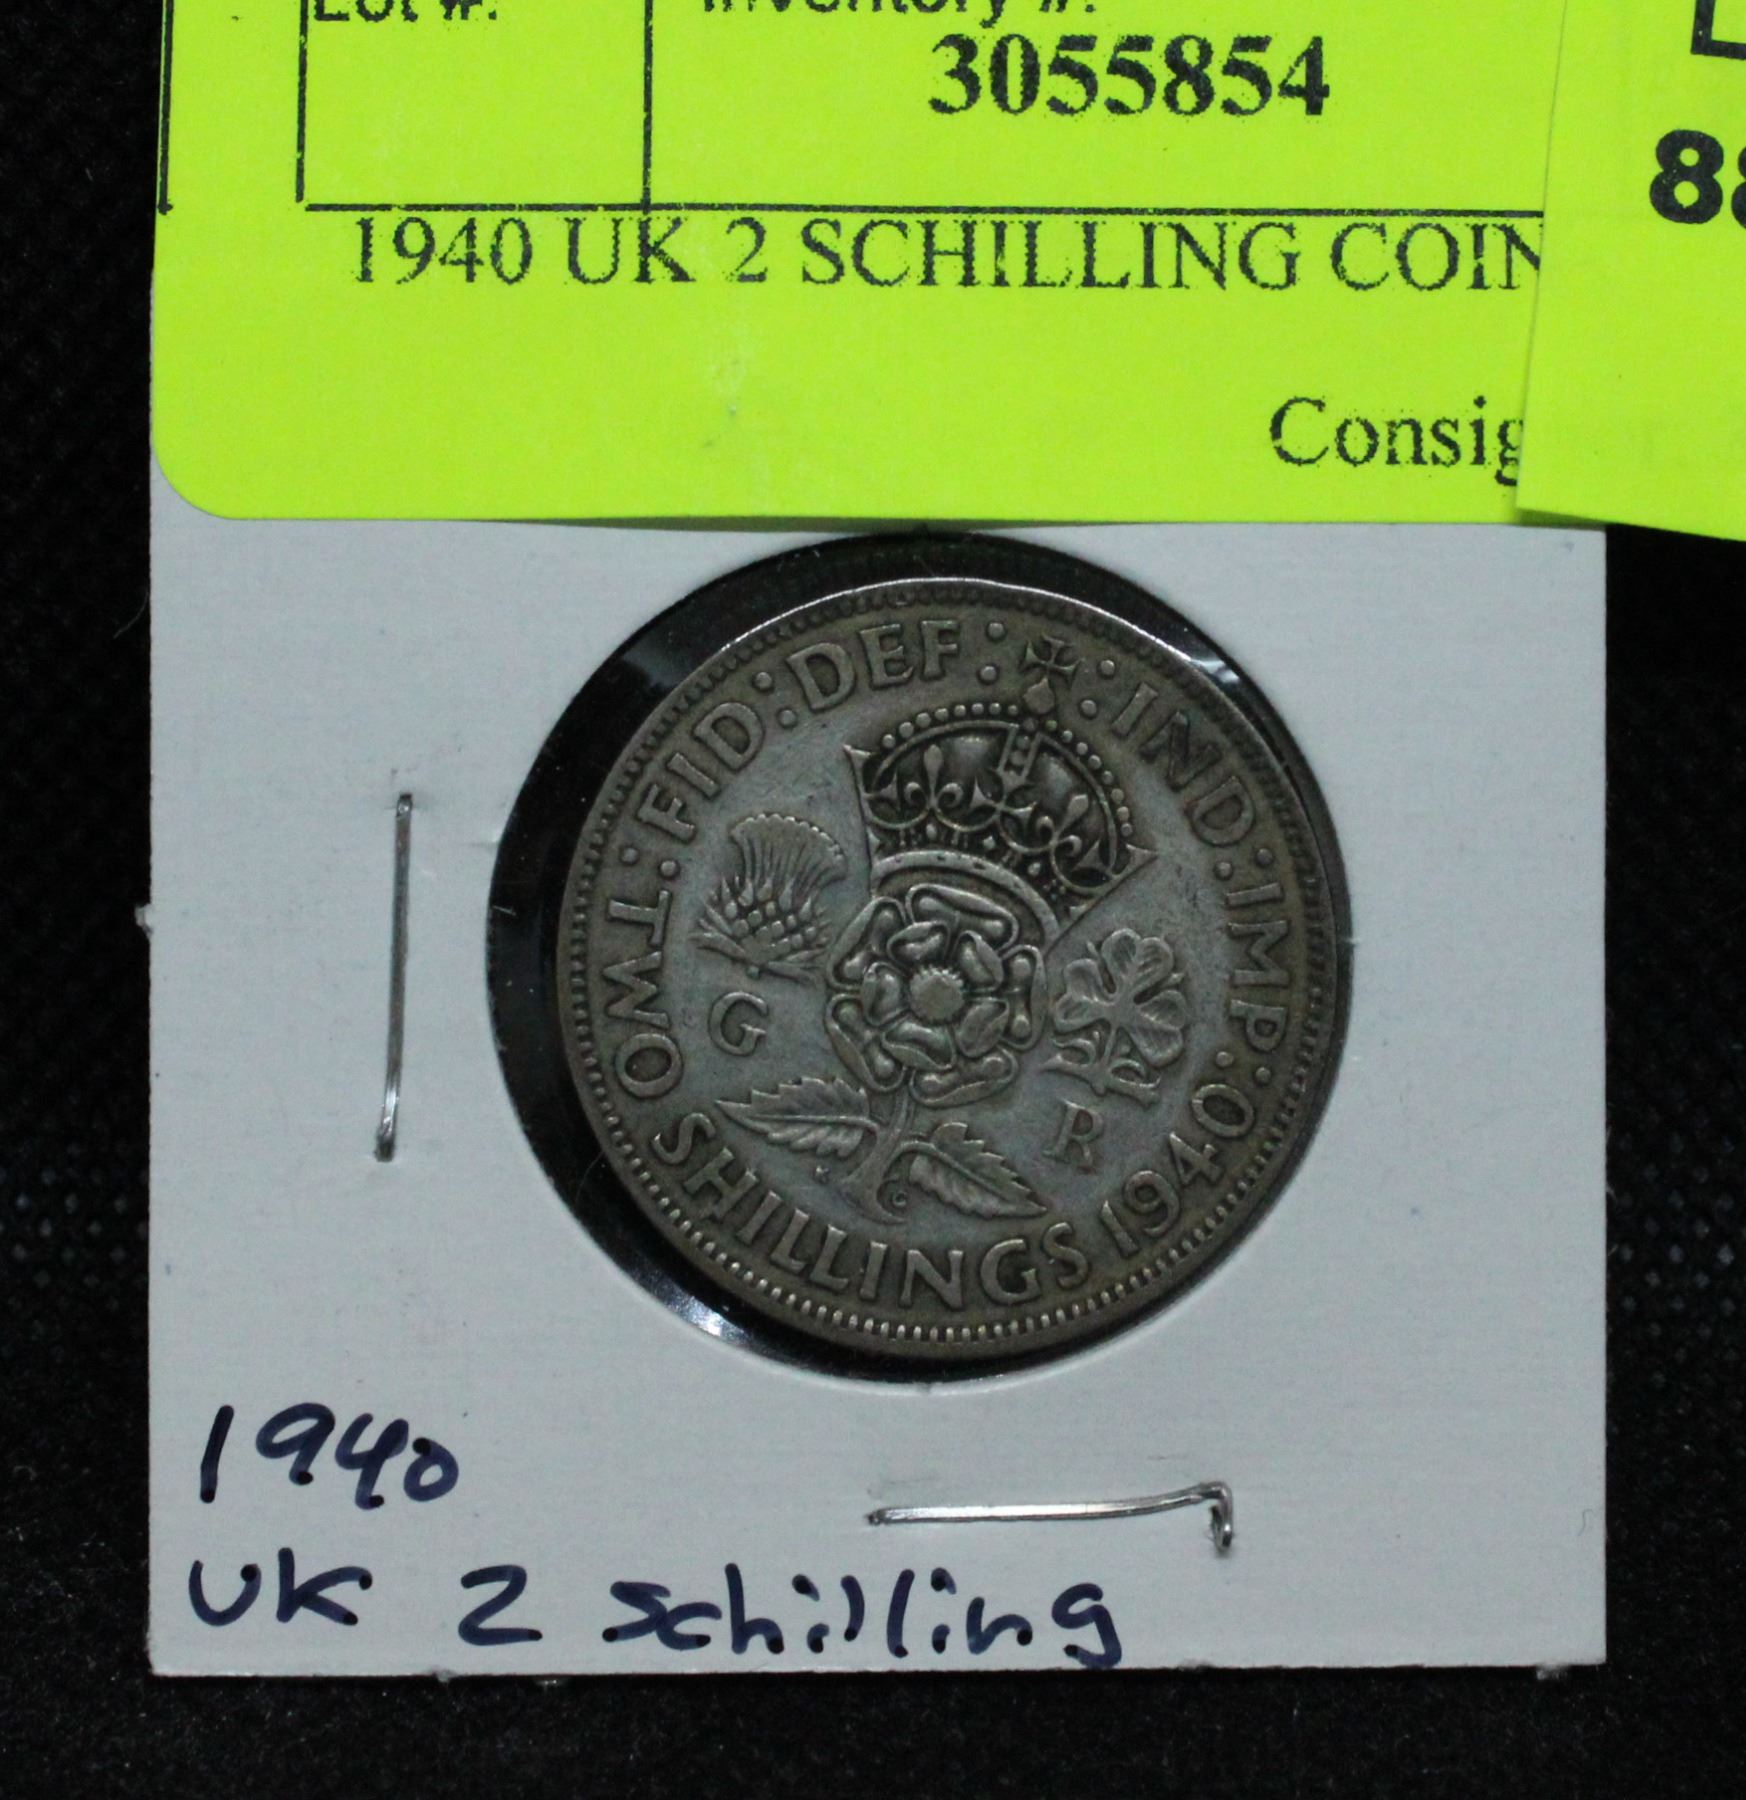 Lot #:
Inventory #:
3055854
88
1940 UK 2 SCHILLING COIN
Consig
TWO : FID : DEF : : IND : IMP : 1940
SHILLINGS
G
R
K G
1940
UK 2 schilling